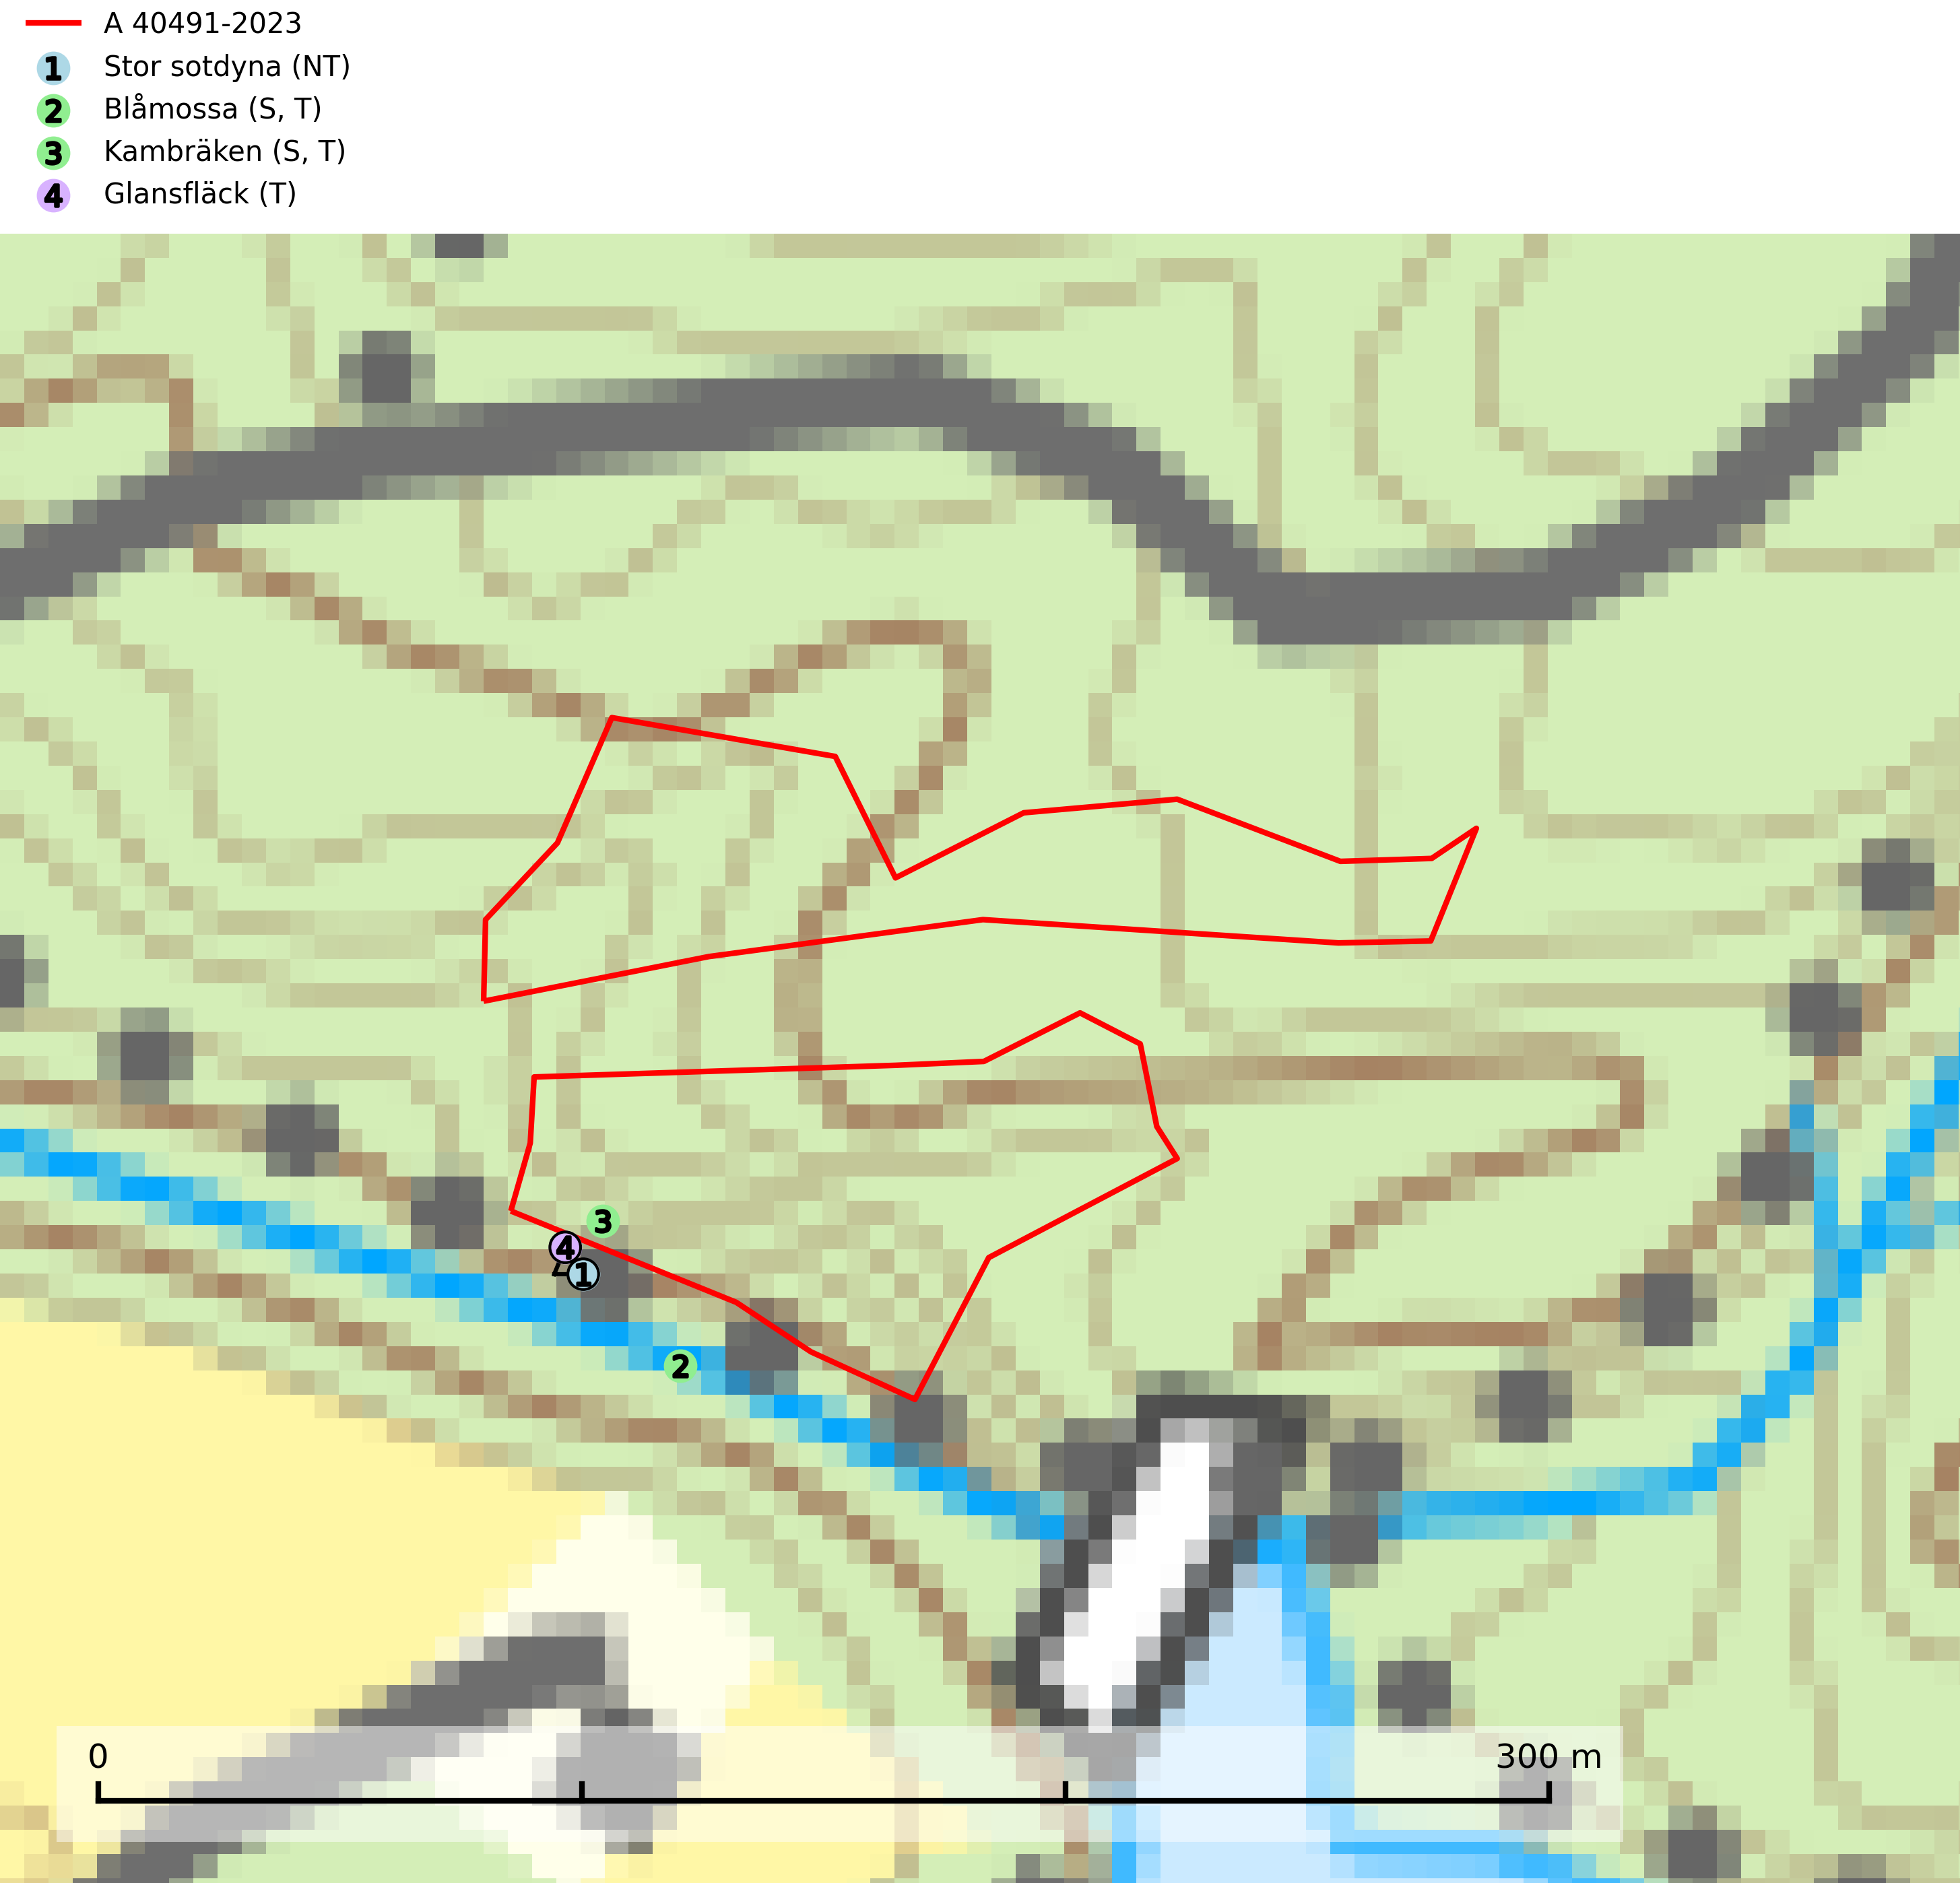 A 40491-2023
1 Stor sotdyna (NT)
2 Blåmossa (S, T)
3 Kambräken (S, T)
4 Glansfläck (T)
3
4
1
2
0 300 m